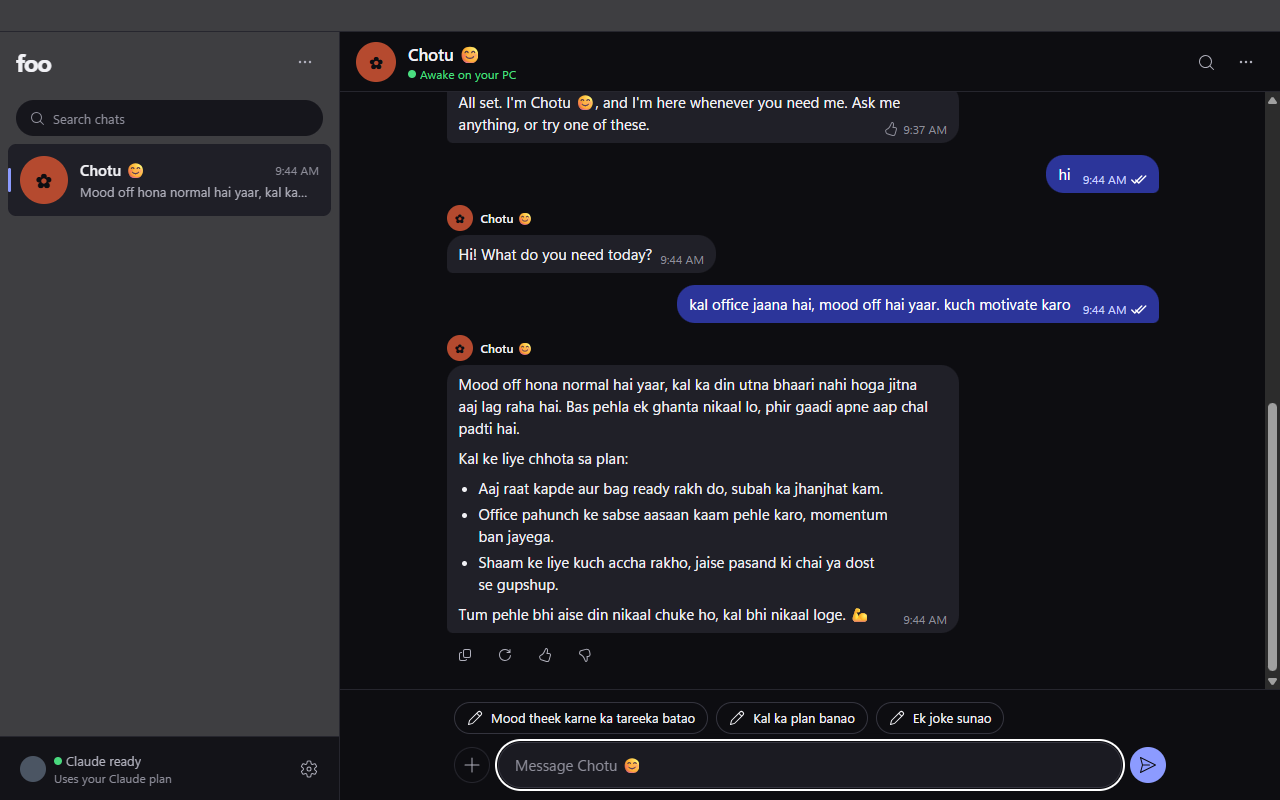 foo
Search chats
Chotu 😊
9:44 AM
Mood off hona normal hai yaar, kal ka...
Claude ready
Uses your Claude plan
Chotu 😊
Awake on your PC
All set. I'm Chotu 😊, and I'm here whenever you need me. Ask me
anything, or try one of these.
9:37 AM
hi
9:44 AM
Chotu 😊
Hi! What do you need today?
9:44 AM
kal office jaana hai, mood off hai yaar. kuch motivate karo
9:44 AM
Chotu 😊
Mood off hona normal hai yaar, kal ka din utna bhaari nahi hoga jitna
aaj lag raha hai. Bas pehla ek ghanta nikaal lo, phir gaadi apne aap chal
padti hai.
Kal ke liye chhota sa plan:
• Aaj raat kapde aur bag ready rakh do, subah ka jhanjhat kam.
• Office pahunch ke sabse aasaan kaam pehle karo, momentum
ban jayega.
• Shaam ke liye kuch accha rakho, jaise pasand ki chai ya dost
se gupshup.
Tum pehle bhi aise din nikaal chuke ho, kal bhi nikaal loge. 💪
9:44 AM
Mood theek karne ka tareeka batao
Kal ka plan banao
Ek joke sunao
Message Chotu 😊